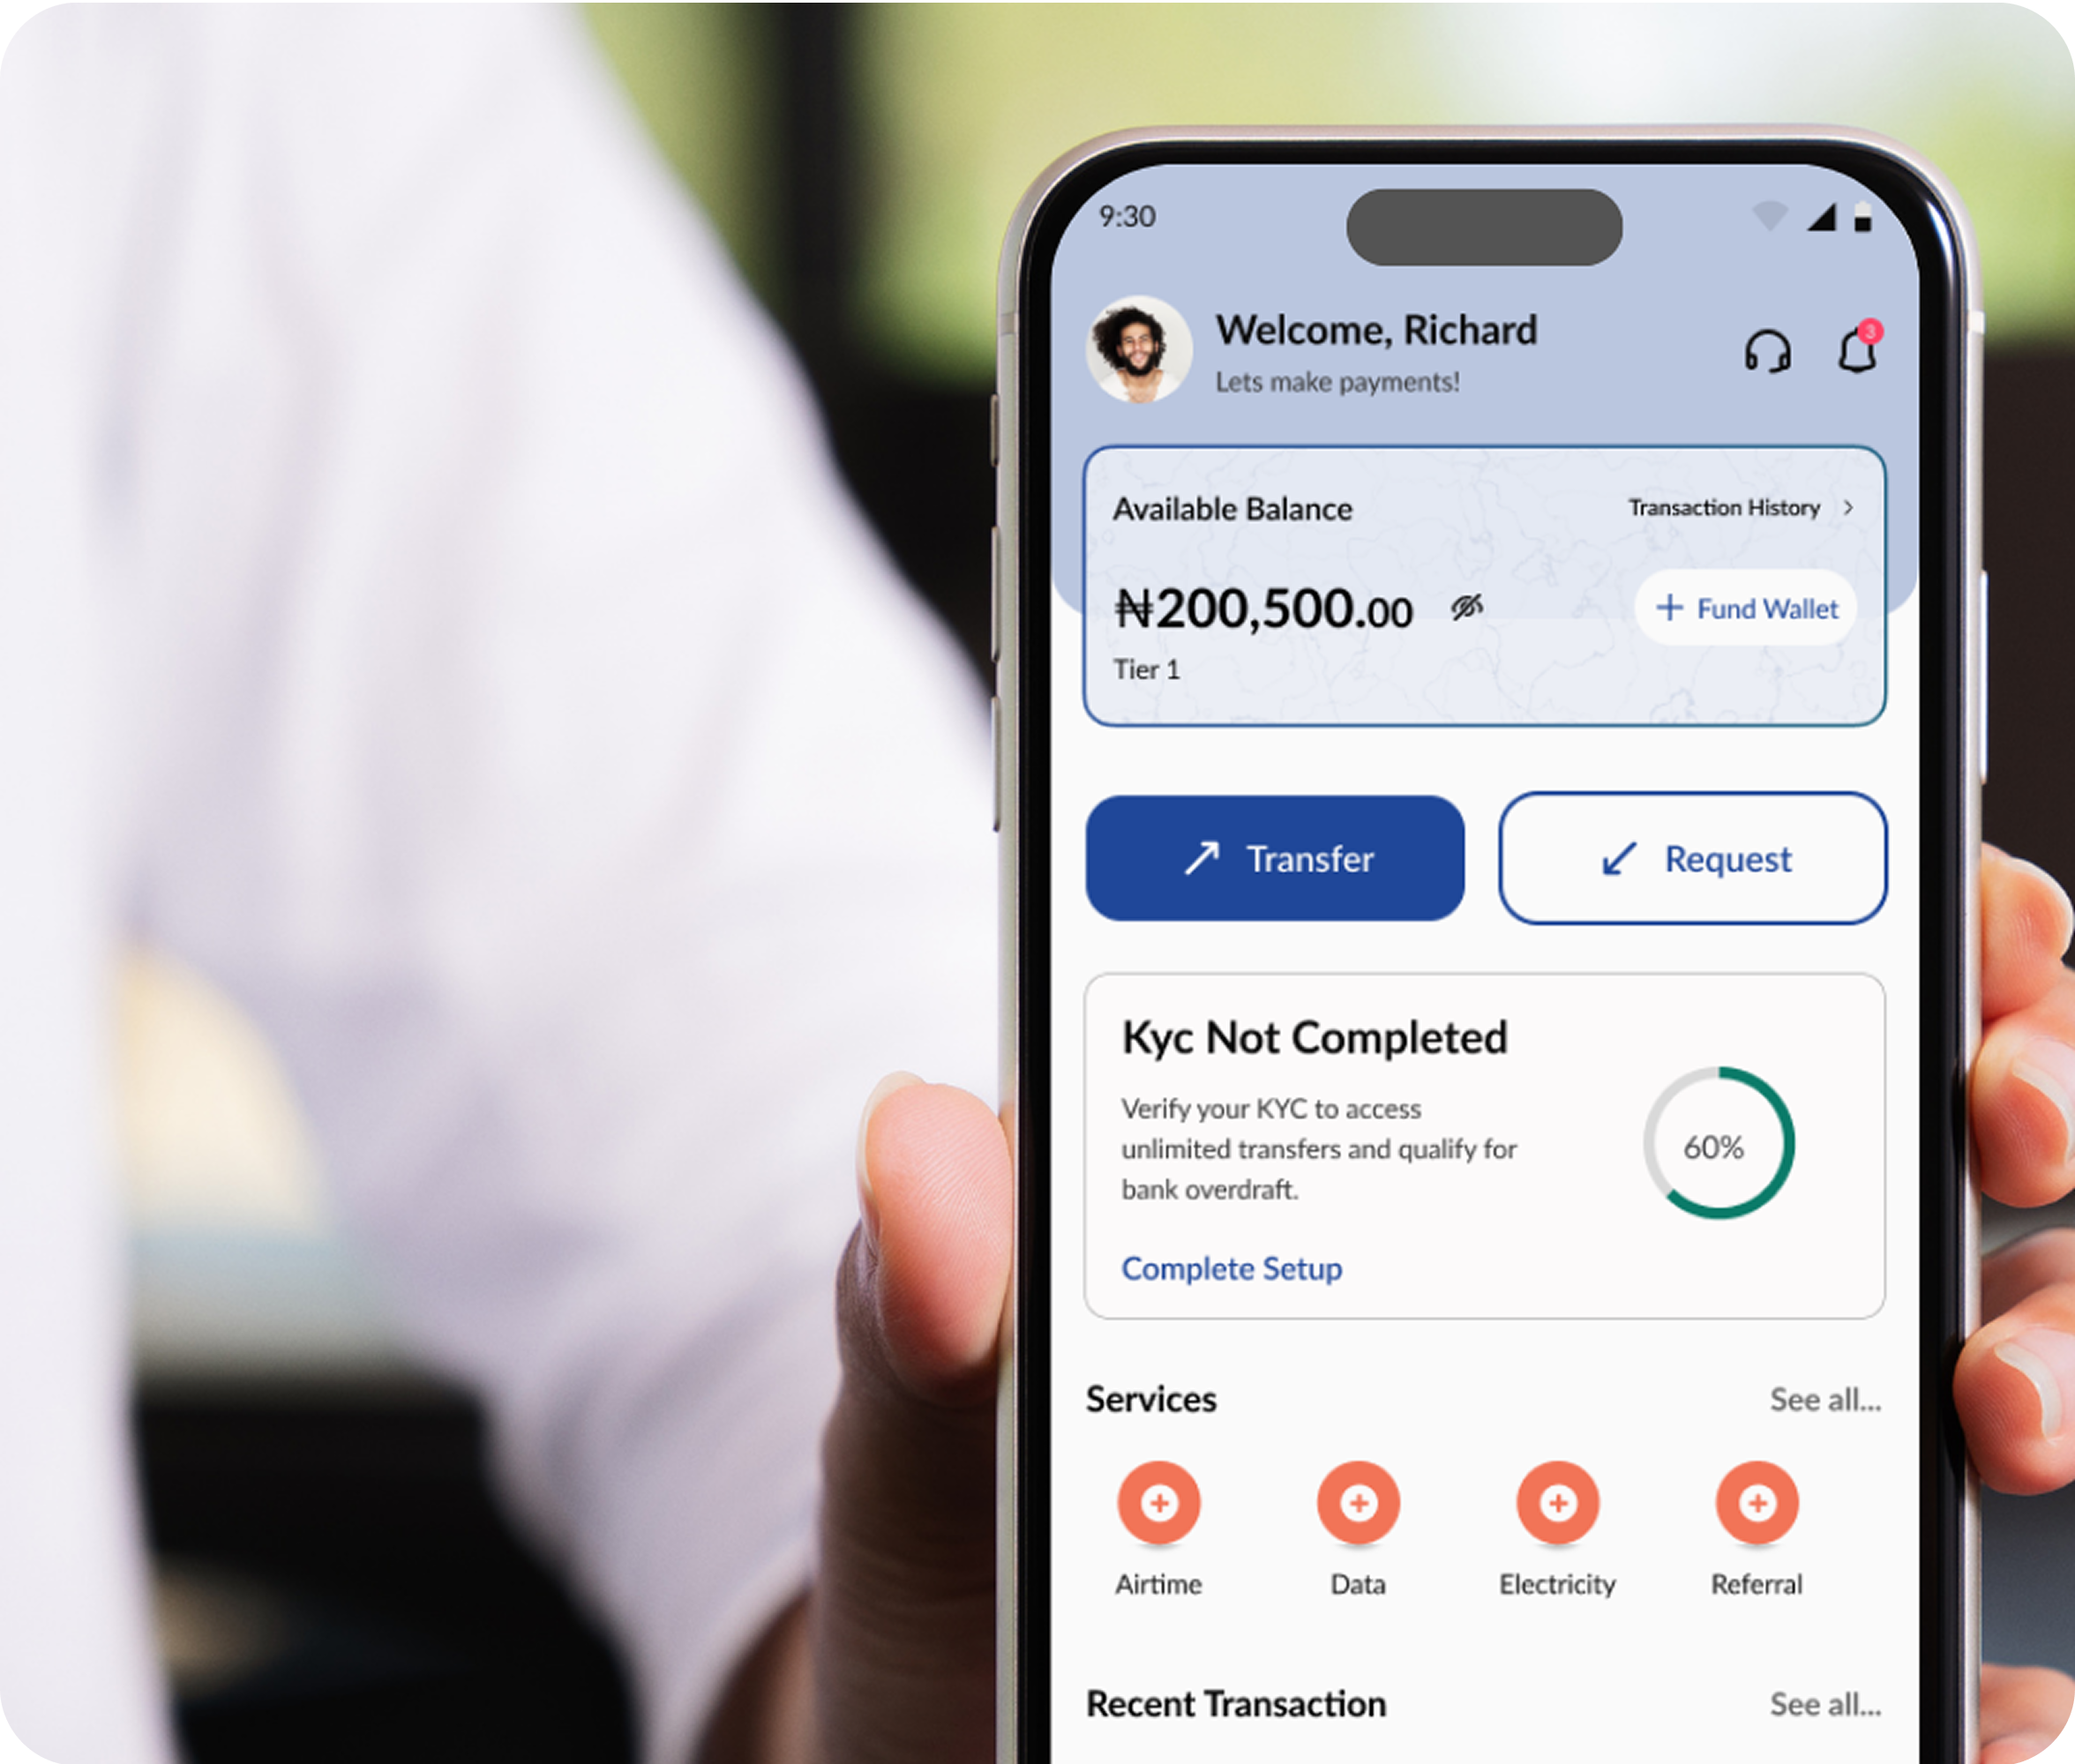 9:30
Welcome, Richard
3
Lets make payments!
Available Balance
Transaction History
₦200,500.00
+ Fund Wallet
Tier 1
Transfer
Request
Kyc Not Completed
Verify your KYC to access
unlimited transfers and qualify for
bank overdraft.
60%
Complete Setup
Services
See all...
Airtime
Data
Electricity
Referral
Recent Transaction
See all...